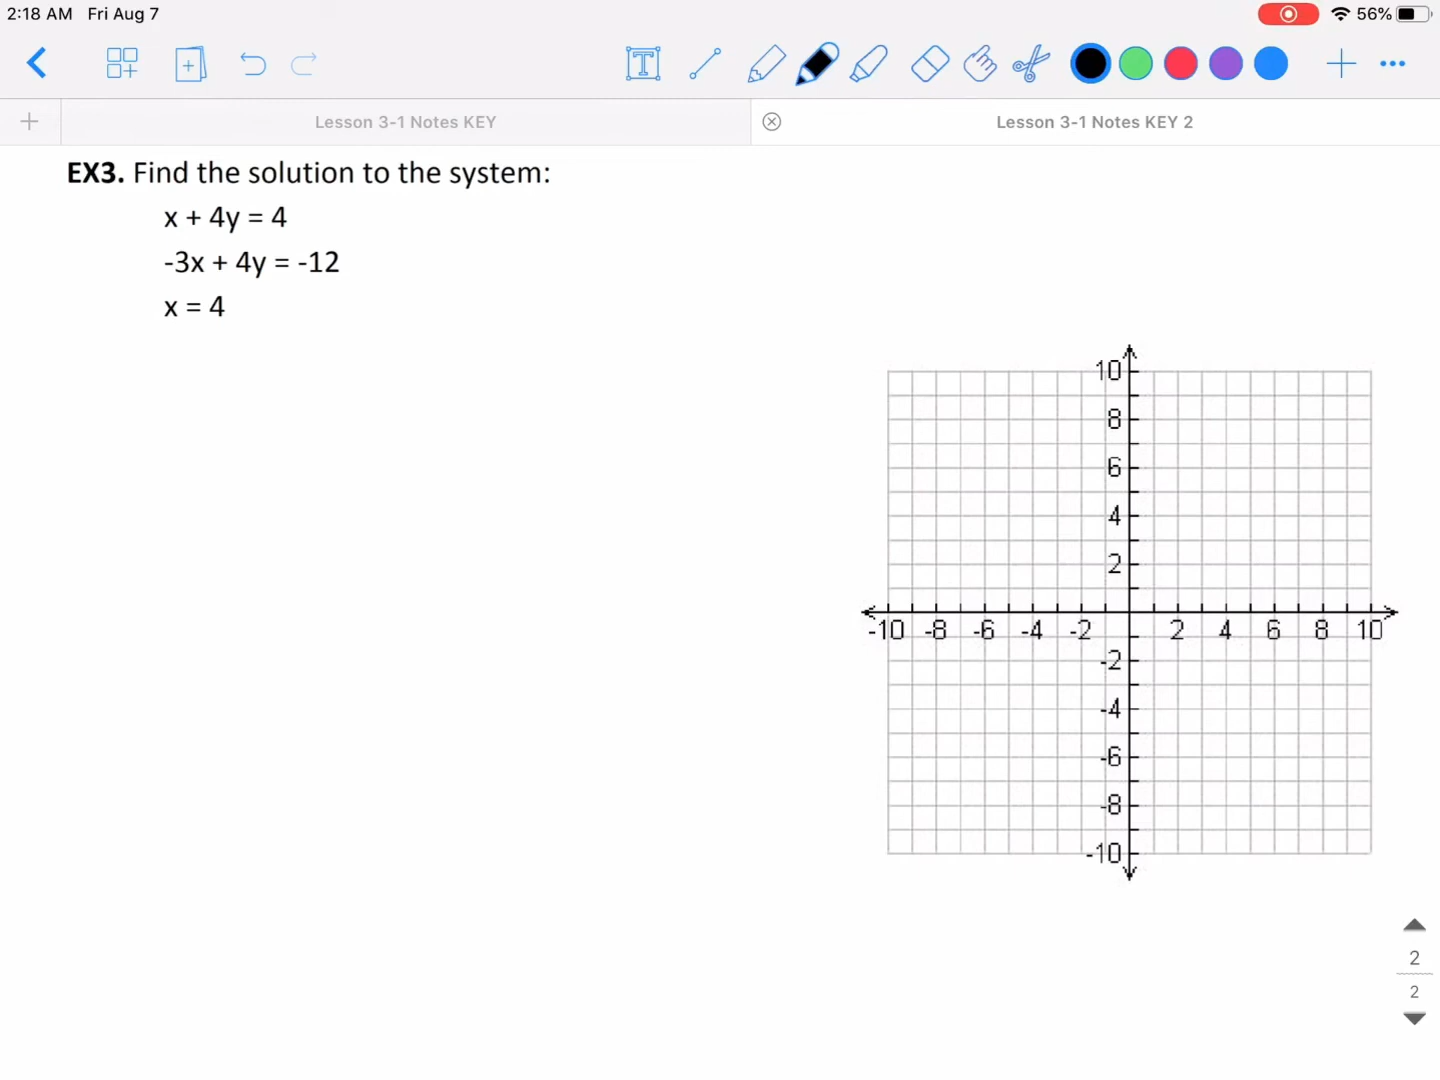 2:18 AM Fri Aug 7 56%
T
Lesson 3-1 Notes KEY Lesson 3-1 Notes KEY 2
EX3. Find the solution to the system:
x + 4y = 4
-3x + 4y = -12
x = 4
10
8
6
4
2
-10 -8 -6 -4 -2 2 4 6 8 10
-2
-4
-6
-8
-10
2
2